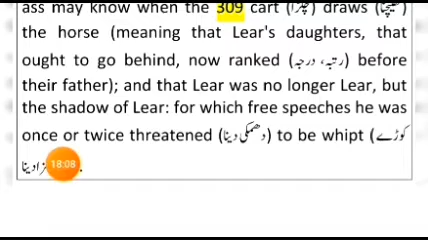 ass may know when the 309 cart (چھکڑا) draws (کھینچنا)
the horse (meaning that Lear's daughters, that
ought to go behind, now ranked (رتبہ، درجہ) before
their father); and that Lear was no longer Lear, but
the shadow of Lear: for which free speeches he was
once or twice threatened (دھمکی دینا) to be whipt (کوڑے
18:08